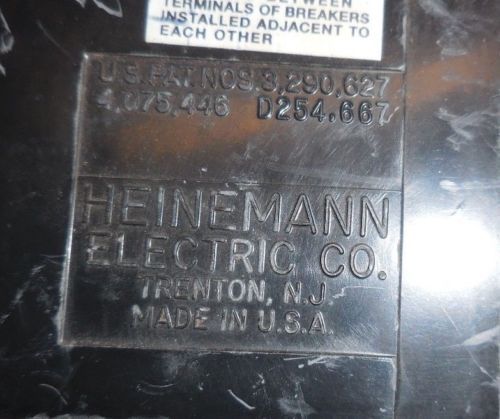 TERMINALS OF BREAKERS
INSTALLED ADJACENT TO
EACH OTHER
U.S. PAT. NOS. 3,290,627
4,075,446 D254,667
HEINEMANN
ELECTRIC CO.
TRENTON, N.J.
MADE IN U.S.A.